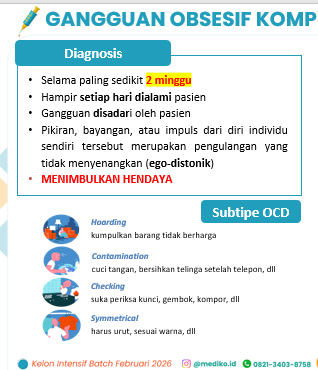 GANGGUAN OBSESIF KOMP
Diagnosis
• Selama paling sedikit 2 minggu
• Hampir setiap hari dialami pasien
• Gangguan disadari oleh pasien
• Pikiran, bayangan, atau impuls dari diri individu
sendiri tersebut merupakan pengulangan yang
tidak menyenangkan (ego-distonik)
• MENIMBULKAN HENDAYA
Subtipe OCD
Hoarding
kumpulkan barang tidak berharga
Contamination
cuci tangan, bersihkan telinga setelah telepon, dll
Checking
suka periksa kunci, gembok, kompor, dll
Symmetrical
harus urut, sesuai warna, dll
Kelon Intensif Batch Februari 2026 @mediko.id 0821-3403-8758